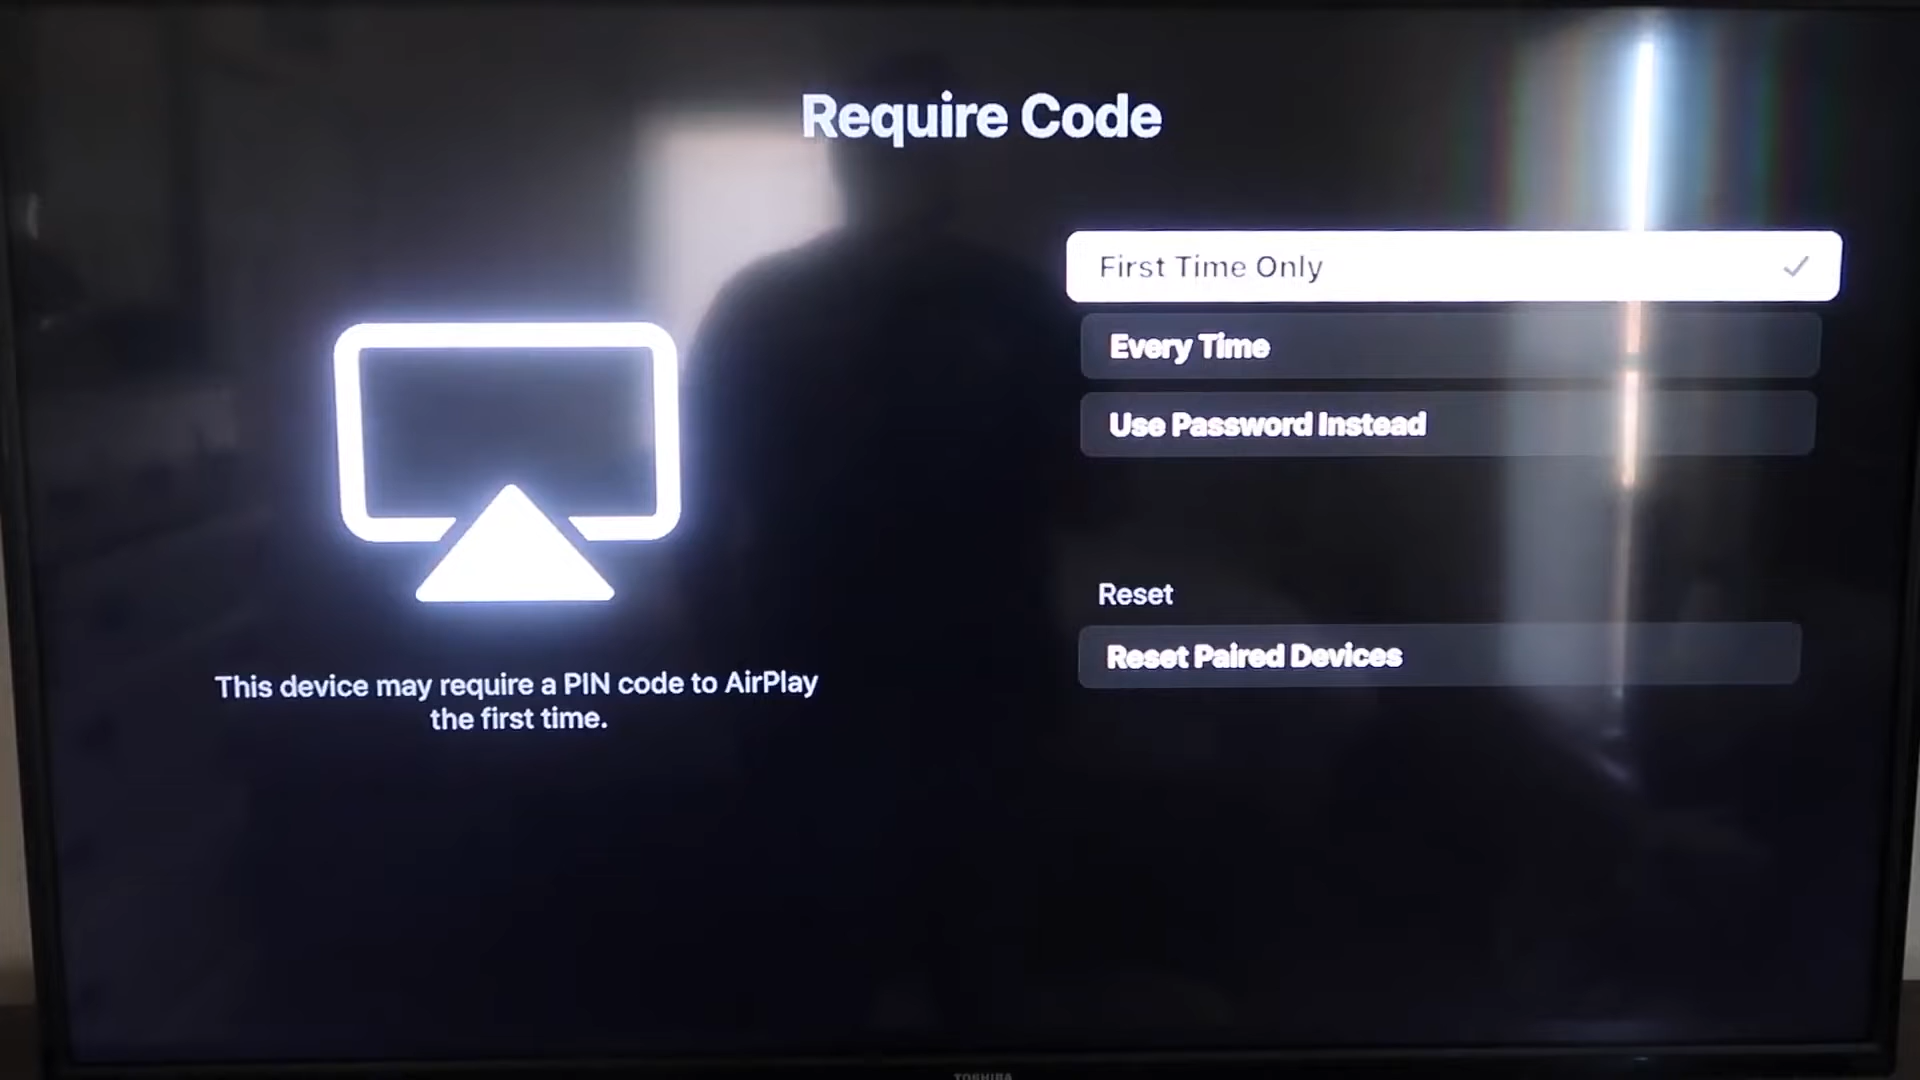 Require Code
First Time Only
Every Time
Use Password Instead
Reset
Reset Paired Devices
This device may require a PIN code to AirPlay
the first time.
TOSHIBA